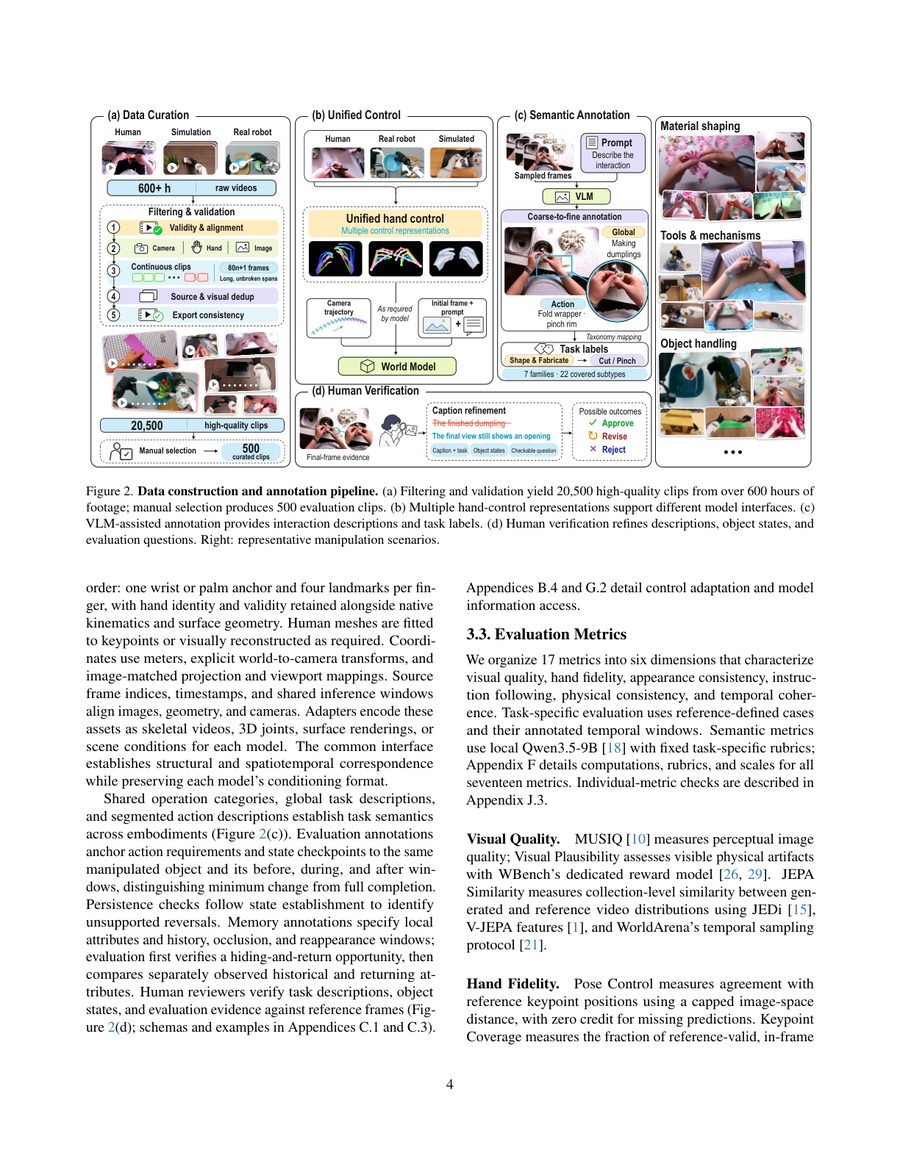 (a) Data Curation
Human
Simulation
Real robot
600+ h
raw videos
Filtering & validation
1
Validity & alignment
2
Camera
Hand
Image
3
Continuous clips
80n+1 frames
Long, unbroken spans
4
Source & visual dedup
5
Export consistency
20,500
high-quality clips
Manual selection
500
curated clips
(b) Unified Control
Human
Real robot
Simulated
Unified hand control
Multiple control representations
Camera
trajectory
As required
by model
Initial frame +
prompt
+
World Model
(c) Semantic Annotation
Sampled frames
Prompt
Describe the
interaction
VLM
Coarse-to-fine annotation
Global
Making
dumplings
Action
Fold wrapper ·
pinch rim
Taxonomy mapping
Task labels
Shape & Fabricate
Cut / Pinch
7 families · 22 covered subtypes
(d) Human Verification
Final-frame evidence
Caption refinement
The finished dumpling
The final view still shows an opening
Caption + task
Object states
Checkable question
Possible outcomes
Approve
Revise
Reject
Material shaping
Tools & mechanisms
Object handling
Figure 2. Data construction and annotation pipeline. (a) Filtering and validation yield 20,500 high-quality clips from over 600 hours of
footage; manual selection produces 500 evaluation clips. (b) Multiple hand-control representations support different model interfaces. (c)
VLM-assisted annotation provides interaction descriptions and task labels. (d) Human verification refines descriptions, object states, and
evaluation questions. Right: representative manipulation scenarios.
order: one wrist or palm anchor and four landmarks per fin-
ger, with hand identity and validity retained alongside native
kinematics and surface geometry. Human meshes are fitted
to keypoints or visually reconstructed as required. Coordi-
nates use meters, explicit world-to-camera transforms, and
image-matched projection and viewport mappings. Source
frame indices, timestamps, and shared inference windows
align images, geometry, and cameras. Adapters encode these
assets as skeletal videos, 3D joints, surface renderings, or
scene conditions for each model. The common interface
establishes structural and spatiotemporal correspondence
while preserving each model's conditioning format.
Shared operation categories, global task descriptions,
and segmented action descriptions establish task semantics
across embodiments (Figure 2(c)). Evaluation annotations
anchor action requirements and state checkpoints to the same
manipulated object and its before, during, and after win-
dows, distinguishing minimum change from full completion.
Persistence checks follow state establishment to identify
unsupported reversals. Memory annotations specify local
attributes and history, occlusion, and reappearance windows;
evaluation first verifies a hiding-and-return opportunity, then
compares separately observed historical and returning at-
tributes. Human reviewers verify task descriptions, object
states, and evaluation evidence against reference frames (Fig-
ure 2(d); schemas and examples in Appendices C.1 and C.3).
Appendices B.4 and G.2 detail control adaptation and model
information access.
3.3. Evaluation Metrics
We organize 17 metrics into six dimensions that characterize
visual quality, hand fidelity, appearance consistency, instruc-
tion following, physical consistency, and temporal coher-
ence. Task-specific evaluation uses reference-defined cases
and their annotated temporal windows. Semantic metrics
use local Qwen3.5-9B [18] with fixed task-specific rubrics;
Appendix F details computations, rubrics, and scales for all
seventeen metrics. Individual-metric checks are described in
Appendix J.3.
Visual Quality. MUSIQ [10] measures perceptual image
quality; Visual Plausibility assesses visible physical artifacts
with WBench's dedicated reward model [26, 29]. JEPA
Similarity measures collection-level similarity between gen-
erated and reference video distributions using JEDi [15],
V-JEPA features [1], and WorldArena's temporal sampling
protocol [21].
Hand Fidelity. Pose Control measures agreement with
reference keypoint positions using a capped image-space
distance, with zero credit for missing predictions. Keypoint
Coverage measures the fraction of reference-valid, in-frame
4